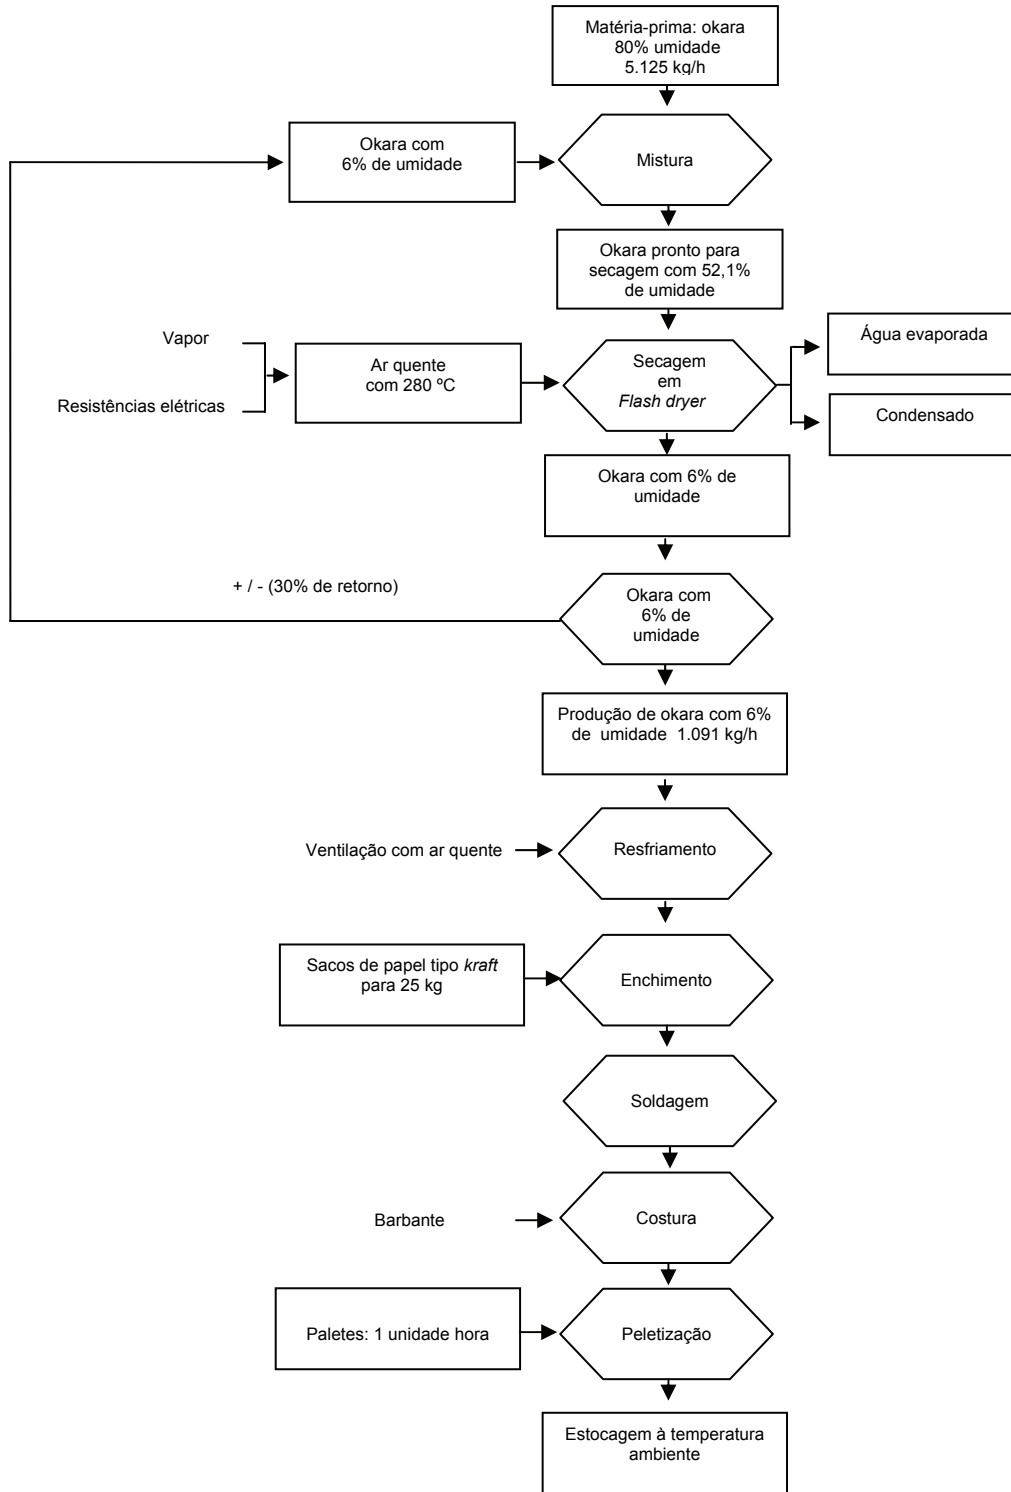 Matéria-prima: okara
80% umidade
5.125 kg/h
Okara com
6% de umidade
Mistura
Okara pronto para
secagem com 52,1%
de umidade
Vapor
Resistências elétricas
Ar quente
com 280 ºC
Secagem
em
Flash dryer
Água evaporada
Condensado
Okara com 6% de
umidade
+ / - (30% de retorno)
Okara com
6% de
umidade
Produção de okara com 6%
de umidade 1.091 kg/h
Ventilação com ar quente
Resfriamento
Sacos de papel tipo kraft
para 25 kg
Enchimento
Soldagem
Barbante
Costura
Paletes: 1 unidade hora
Peletização
Estocagem à temperatura
ambiente